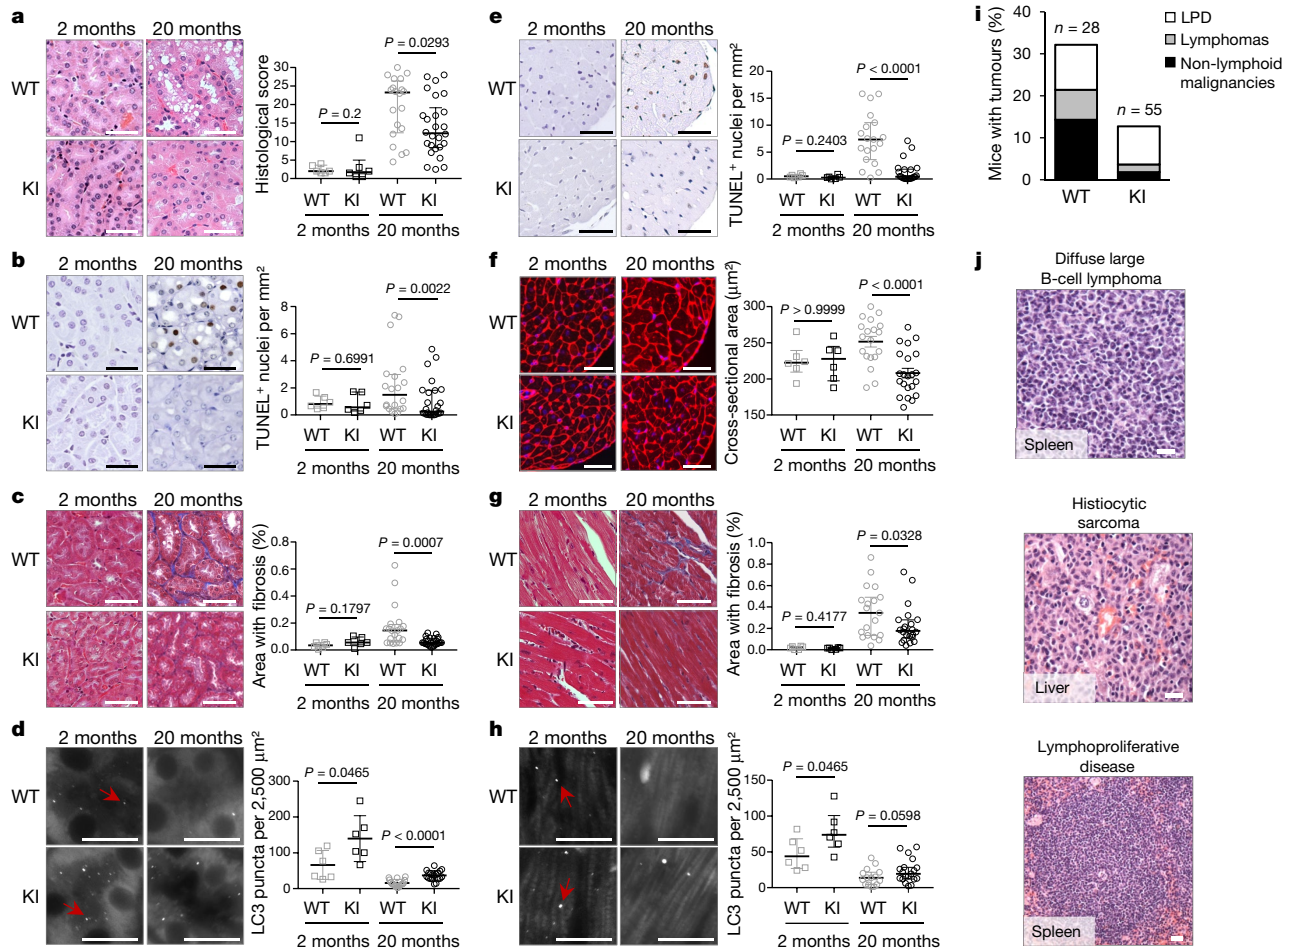 a
2 months 20 months
WT
KI
Histological score
30
25
20
15
10
5
0
P = 0.2
P = 0.0293
WT KI WT KI
2 months 20 months
b
2 months 20 months
WT
KI
TUNEL⁺ nuclei per mm²
8
6
4
2
0
P = 0.6991
P = 0.0022
WT KI WT KI
2 months 20 months
c
2 months 20 months
WT
KI
Area with fibrosis (%)
0.8
0.6
0.4
0.2
0.0
P = 0.1797
P = 0.0007
WT KI WT KI
2 months 20 months
d
2 months 20 months
WT
KI
LC3 puncta per 2,500 μm²
300
200
100
0
P = 0.0465
P < 0.0001
WT KI WT KI
2 months 20 months
e
2 months 20 months
WT
KI
TUNEL⁺ nuclei per mm²
20
15
10
5
0
P = 0.2403
P < 0.0001
WT KI WT KI
2 months 20 months
f
2 months 20 months
WT
KI
Cross-sectional area (μm²)
300
250
200
150
P > 0.9999
P < 0.0001
WT KI WT KI
2 months 20 months
g
2 months 20 months
WT
KI
Area with fibrosis (%)
1.0
0.8
0.6
0.4
0.2
0.0
P = 0.4177
P = 0.0328
WT KI WT KI
2 months 20 months
h
2 months 20 months
WT
KI
LC3 puncta per 2,500 μm²
150
100
50
0
P = 0.0465
P = 0.0598
WT KI WT KI
2 months 20 months
i
Mice with tumours (%)
40
30
20
10
0
n = 28
n = 55
WT KI
LPD
Lymphomas
Non-lymphoid
malignancies
j
Diffuse large
B-cell lymphoma
Spleen
Histiocytic
sarcoma
Liver
Lymphoproliferative
disease
Spleen